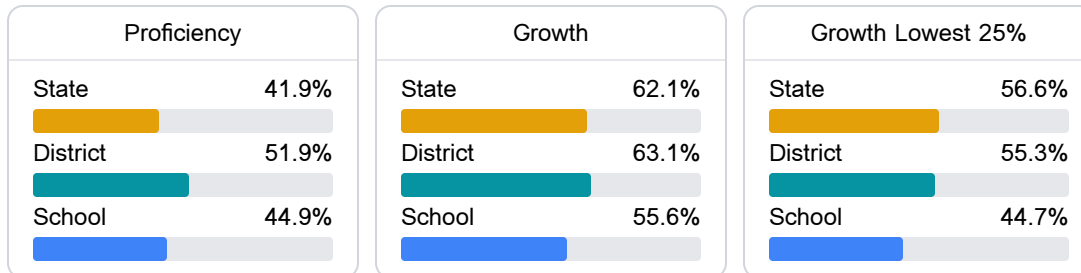 Proficiency
State 41.9%
District 51.9%
School 44.9%
Growth
State 62.1%
District 63.1%
School 55.6%
Growth Lowest 25%
State 56.6%
District 55.3%
School 44.7%